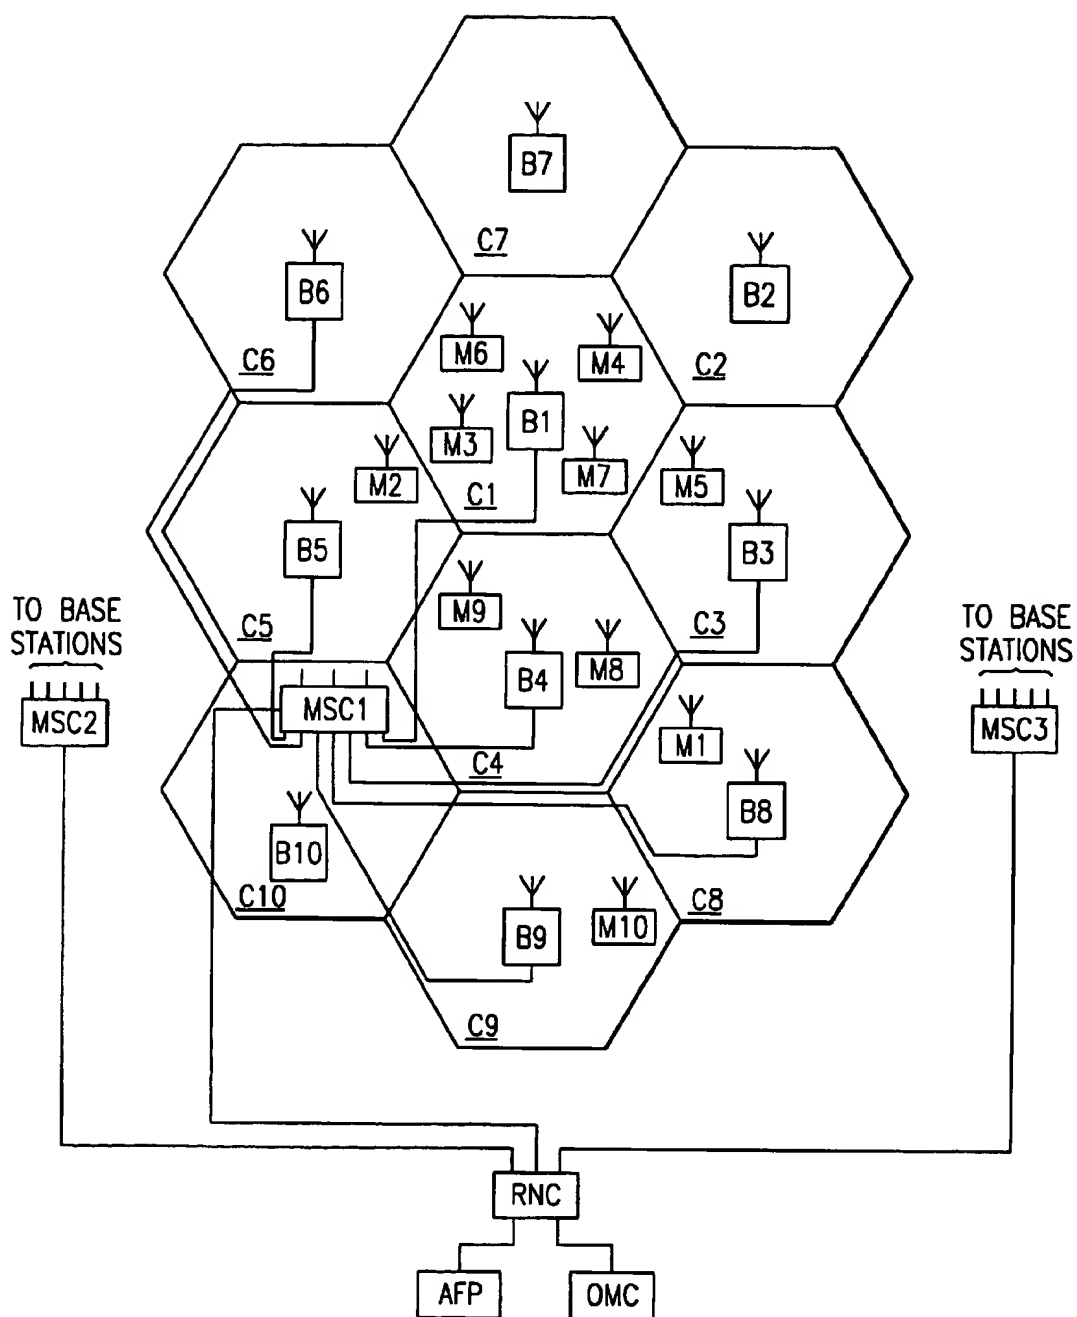 B7
C7
B6
B2
C6
C2
M6
M4
B1
M3
M7
M2
M5
C1
B5
B3
M9
TO BASE
STATIONS
TO BASE
STATIONS
C5
C3
B4
M8
MSC1
MSC2
MSC3
M1
C4
B8
B10
C10
C8
B9
M10
C9
RNC
AFP
OMC